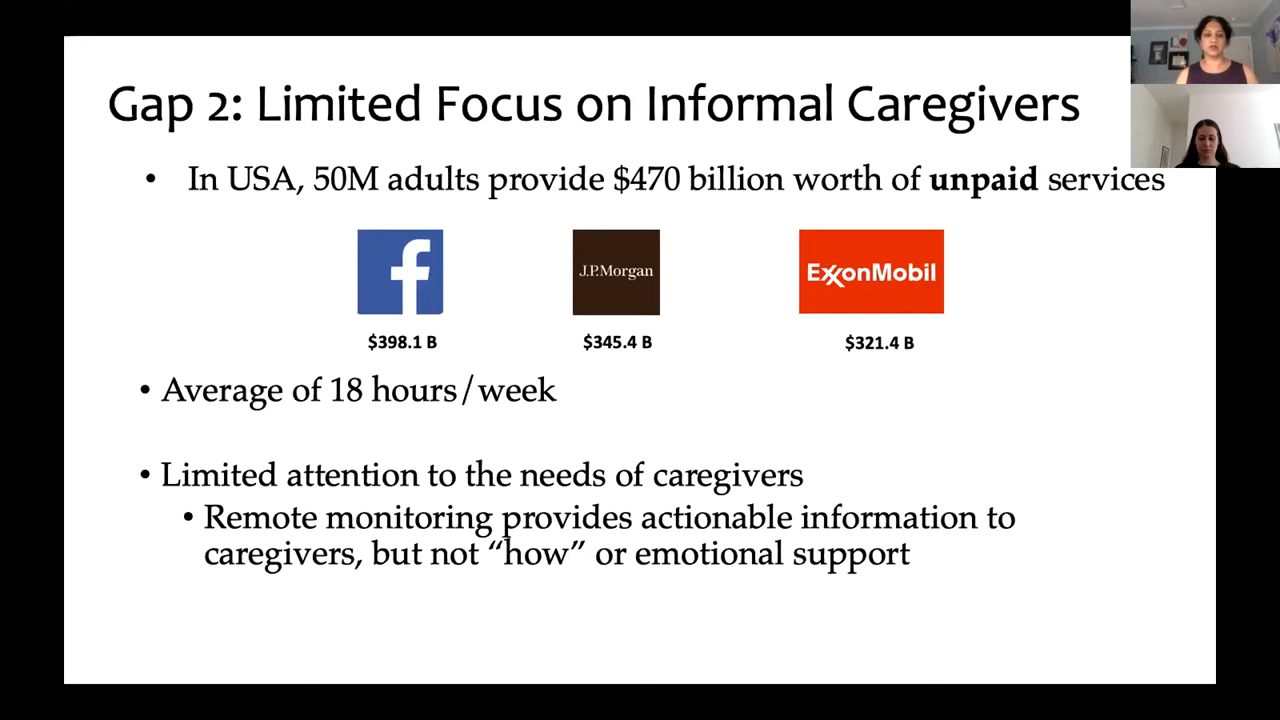 Gap 2: Limited Focus on Informal Caregivers
• In USA, 50M adults provide $470 billion worth of unpaid services
f
J.P.Morgan
ExxonMobil
$398.1 B
$345.4 B
$321.4 B
• Average of 18 hours/week
• Limited attention to the needs of caregivers
• Remote monitoring provides actionable information to
caregivers, but not “how” or emotional support